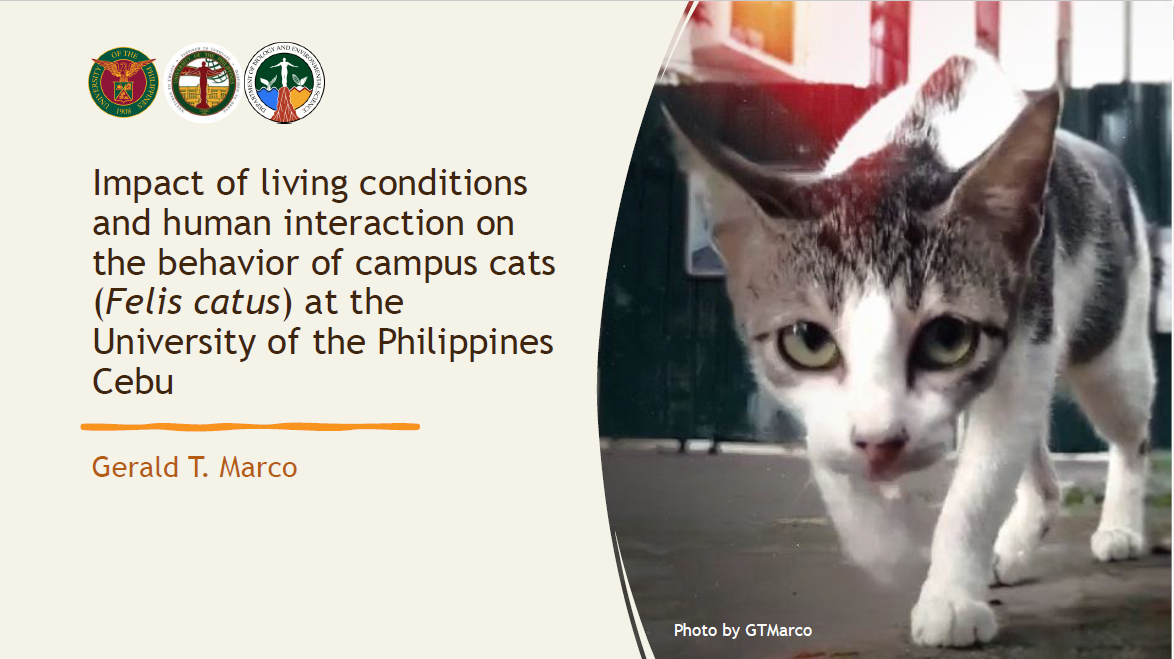 UNIVERSITY OF THE PHILIPPINES
1908
DEPARTMENT OF BIOLOGY AND ENVIRONMENTAL SCIENCE
Impact of living conditions
and human interaction on
the behavior of campus cats
(Felis catus) at the
University of the Philippines
Cebu
Gerald T. Marco
Photo by GTMarco